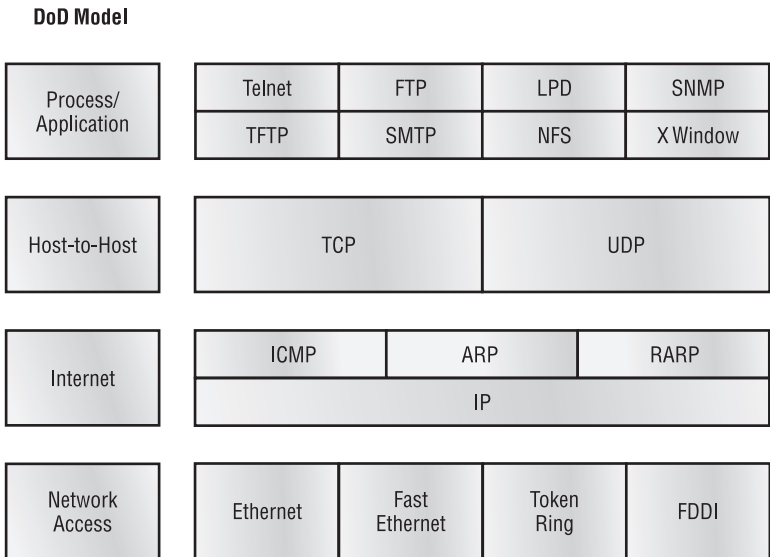 DoD Model
Process/
Application
Telnet FTP LPD SNMP
TFTP SMTP NFS X Window
Host-to-Host
TCP UDP
Internet
ICMP ARP RARP
IP
Network
Access
Ethernet
Fast
Ethernet
Token
Ring
FDDI